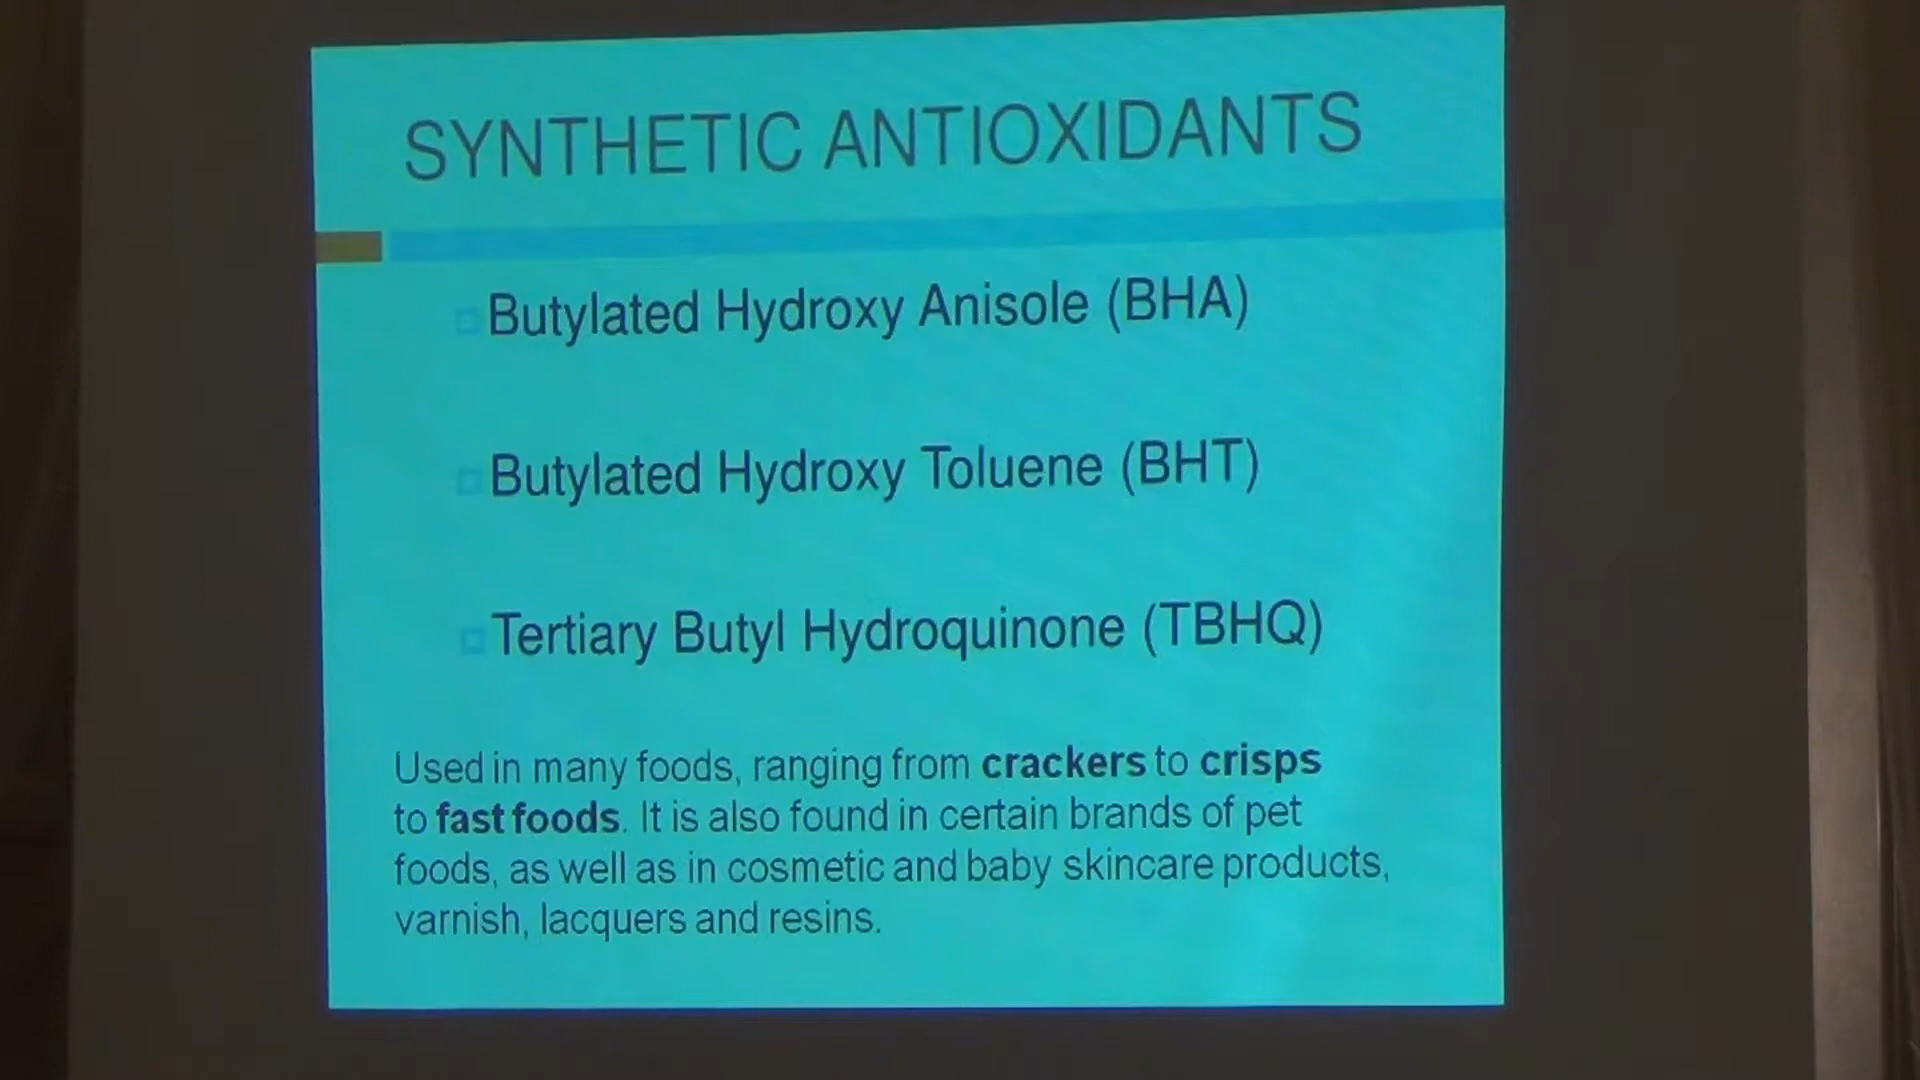 SYNTHETIC ANTIOXIDANTS
Butylated Hydroxy Anisole (BHA)
Butylated Hydroxy Toluene (BHT)
Tertiary Butyl Hydroquinone (TBHQ)
Used in many foods, ranging from crackers to crisps
to fast foods. It is also found in certain brands of pet
foods, as well as in cosmetic and baby skincare products,
varnish, lacquers and resins.